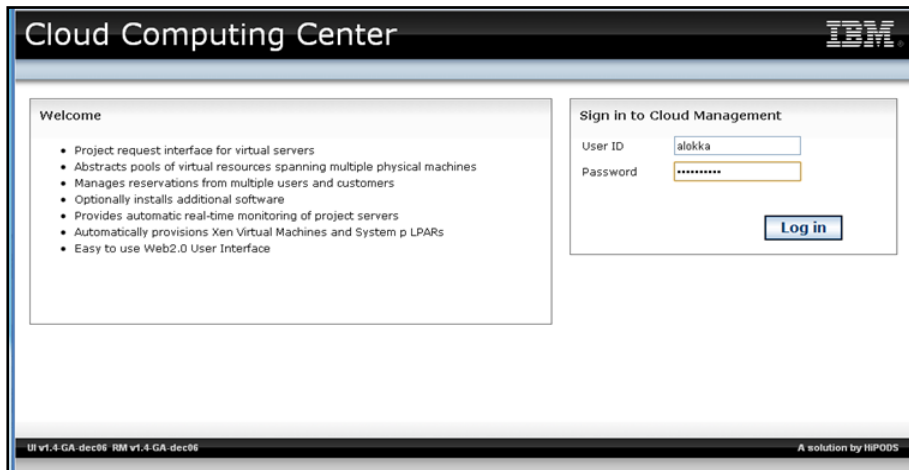 Cloud Computing Center
IBM
Welcome
Project request interface for virtual servers
Abstracts pools of virtual resources spanning multiple physical machines
Manages reservations from multiple users and customers
Optionally installs additional software
Provides automatic real-time monitoring of project servers
Automatically provisions Xen Virtual Machines and System p LPARs
Easy to use Web2.0 User Interface
Sign in to Cloud Management
User ID alokka
Password ••••••••••
Log in
UI v1.4-GA-dec06 RM v1.4-GA-dec06
A solution by HiPODS